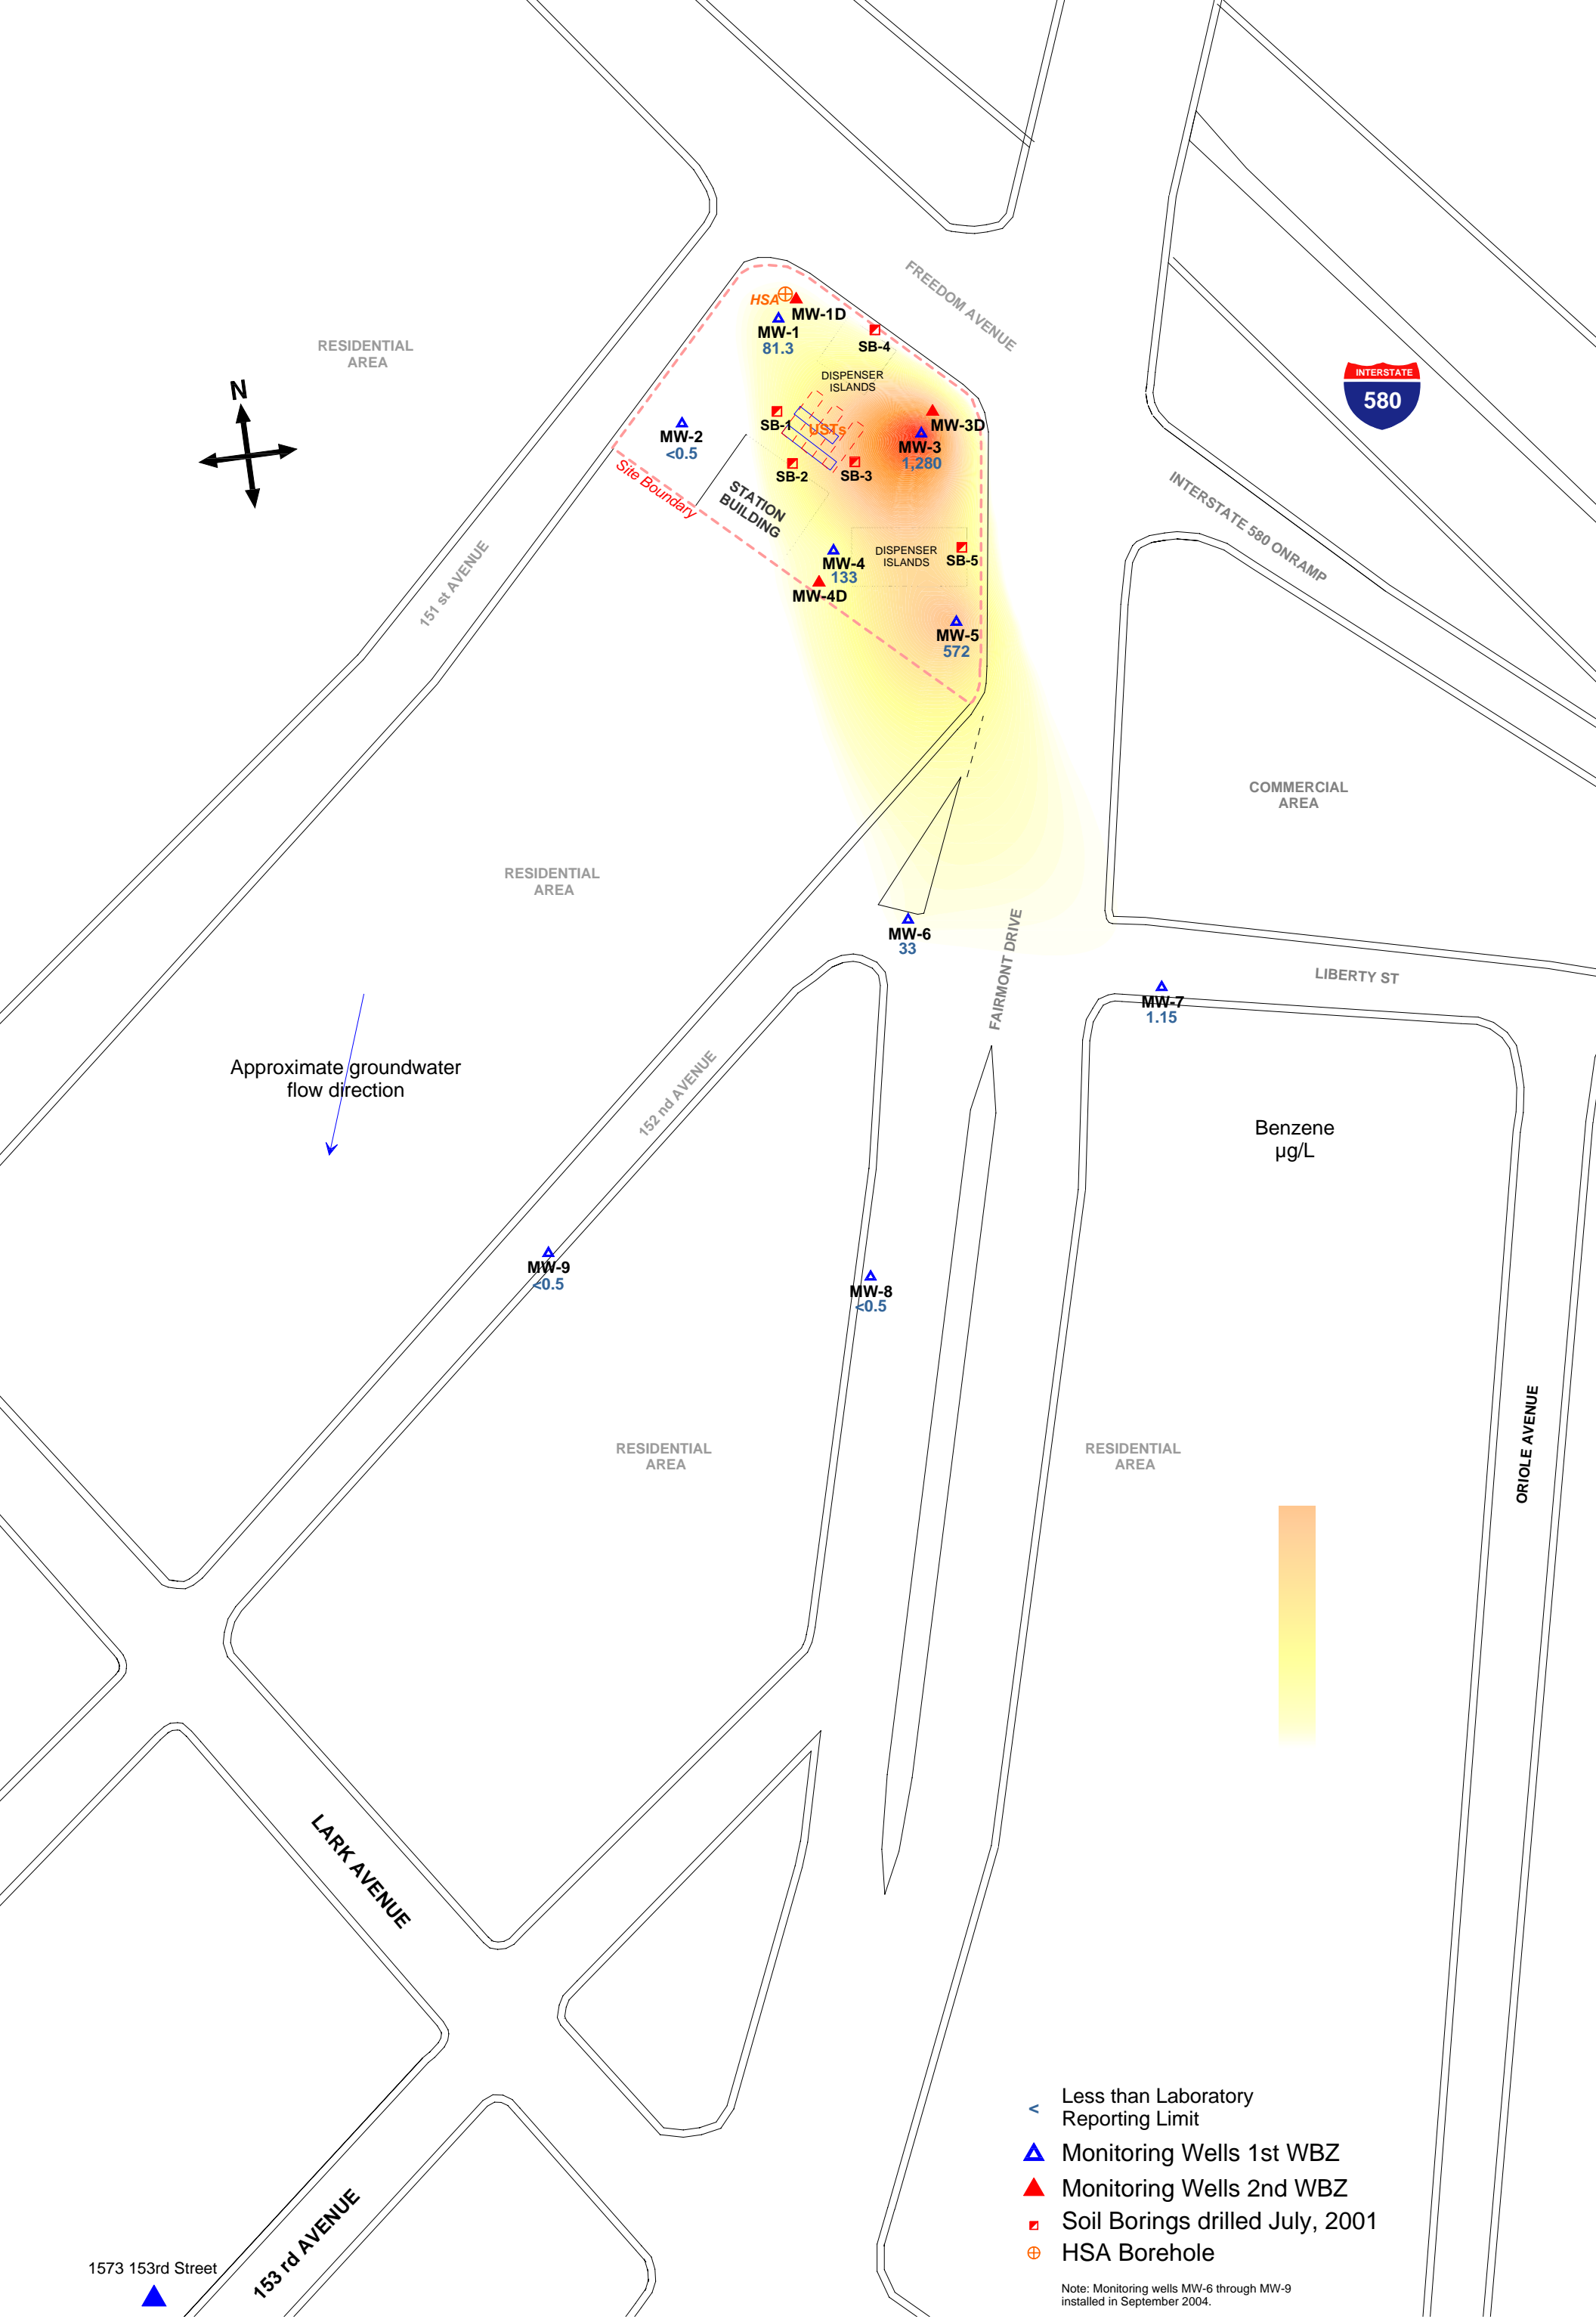 FREEDOM AVENUE
HSA
MW-1D
MW-1
81.3
SB-4
RESIDENTIAL
AREA
INTERSTATE
580
DISPENSER
ISLANDS
N
SB-1
USTs
MW-3D
MW-2
<0.5
MW-3
1,280
SB-2
SB-3
Site Boundary
STATION
BUILDING
INTERSTATE 580 ONRAMP
DISPENSER
ISLANDS
SB-5
MW-4
133
MW-4D
151 st AVENUE
MW-5
572
COMMERCIAL
AREA
RESIDENTIAL
AREA
MW-6
33
FAIRMONT DRIVE
LIBERTY ST
MW-7
1.15
Approximate groundwater
flow direction
152 nd AVENUE
Benzene
µg/L
MW-9
<0.5
MW-8
<0.5
RESIDENTIAL
AREA
RESIDENTIAL
AREA
ORIOLE AVENUE
LARK AVENUE
153 rd AVENUE
1573 153rd Street
< Less than Laboratory
Reporting Limit
Monitoring Wells 1st WBZ
Monitoring Wells 2nd WBZ
Soil Borings drilled July, 2001
HSA Borehole
Note: Monitoring wells MW-6 through MW-9
installed in September 2004.